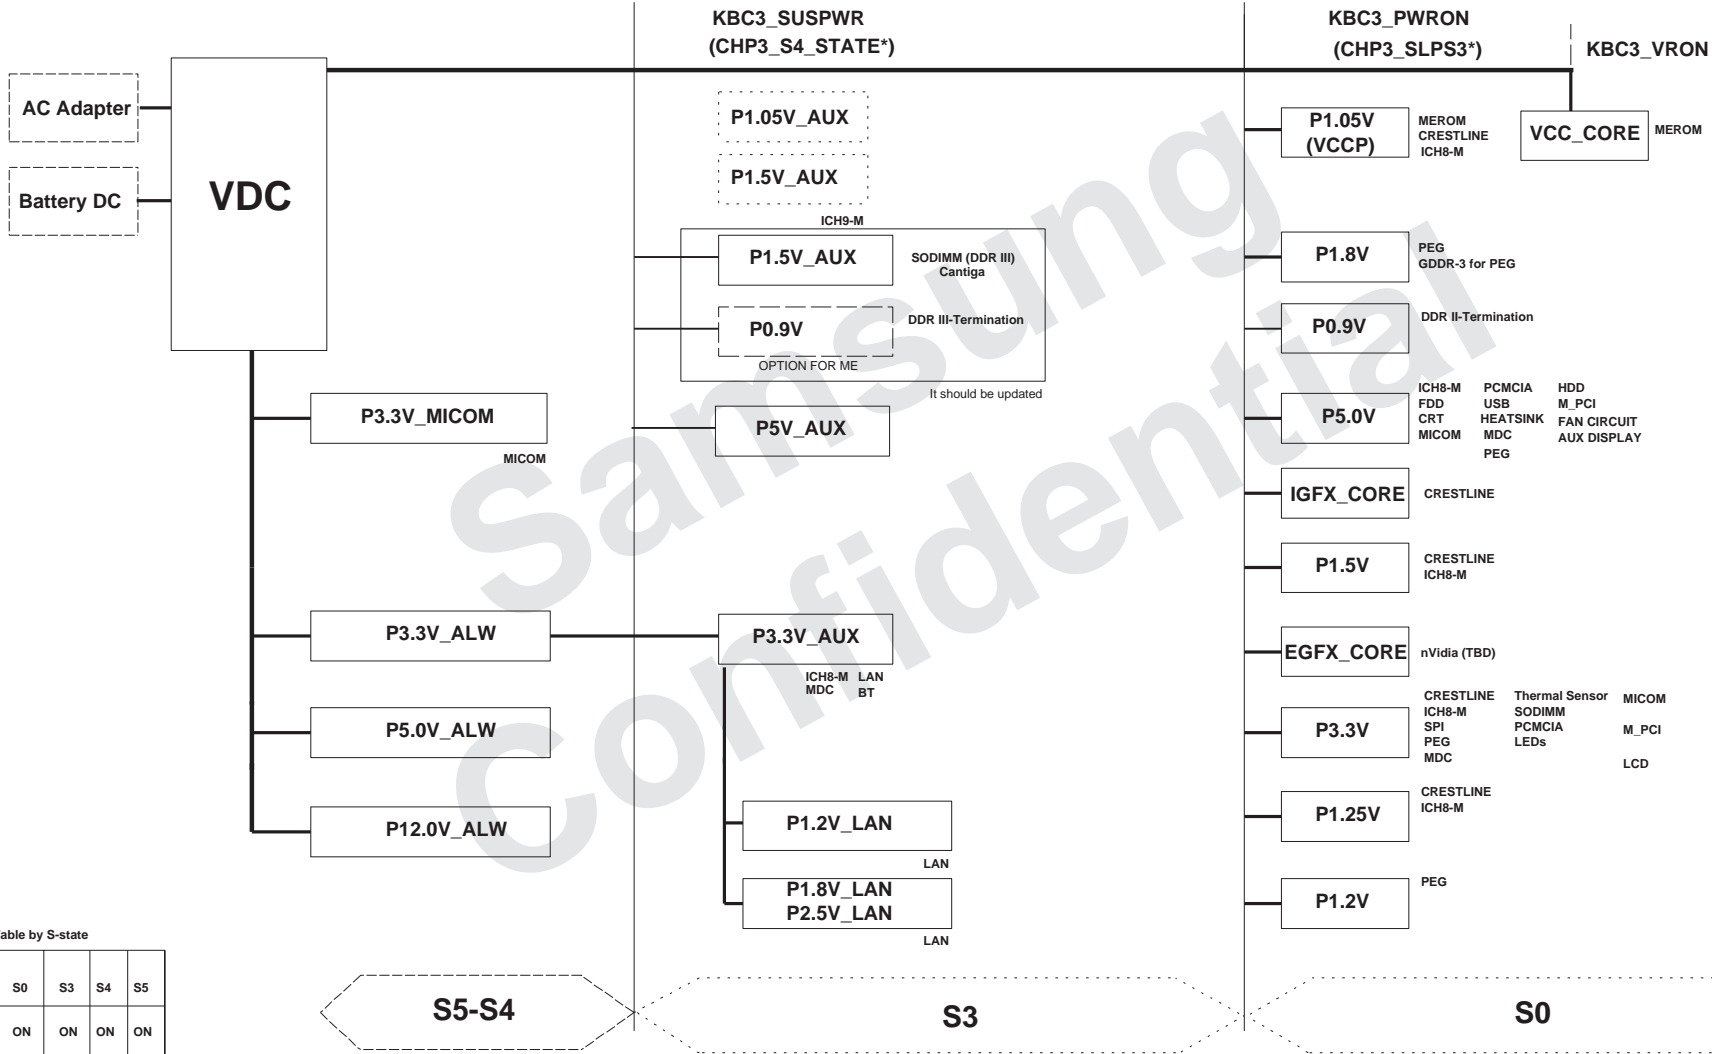 KBC3_SUSPWR
(CHP3_S4_STATE*)
KBC3_PWRON
(CHP3_SLPS3*)
KBC3_VRON
AC Adapter
Battery DC
VDC
P1.05V_AUX
P1.5V_AUX
ICH9-M
P1.5V_AUX
SODIMM (DDR III)
Cantiga
P0.9V
DDR III-Termination
OPTION FOR ME
It should be updated
P5V_AUX
P3.3V_MICOM
MICOM
P3.3V_ALW
P3.3V_AUX
ICH8-M LAN
MDC BT
P5.0V_ALW
P12.0V_ALW
P1.2V_LAN
LAN
P1.8V_LAN
P2.5V_LAN
LAN
P1.05V
(VCCP)
MEROM
CRESTLINE
ICH8-M
VCC_CORE
MEROM
P1.8V
PEG
GDDR-3 for PEG
P0.9V
DDR II-Termination
P5.0V
ICH8-M PCMCIA HDD
FDD USB M_PCI
CRT HEATSINK FAN CIRCUIT
MICOM MDC AUX DISPLAY
PEG
IGFX_CORE
CRESTLINE
P1.5V
CRESTLINE
ICH8-M
EGFX_CORE
nVidia (TBD)
P3.3V
CRESTLINE Thermal Sensor MICOM
ICH8-M SODIMM
SPI PCMCIA M_PCI
PEG LEDs
MDC LCD
P1.25V
CRESTLINE
ICH8-M
P1.2V
PEG
Samsung
Confidential
able by S-state
S0 S3 S4 S5
ON ON ON ON
S5-S4
S3
S0